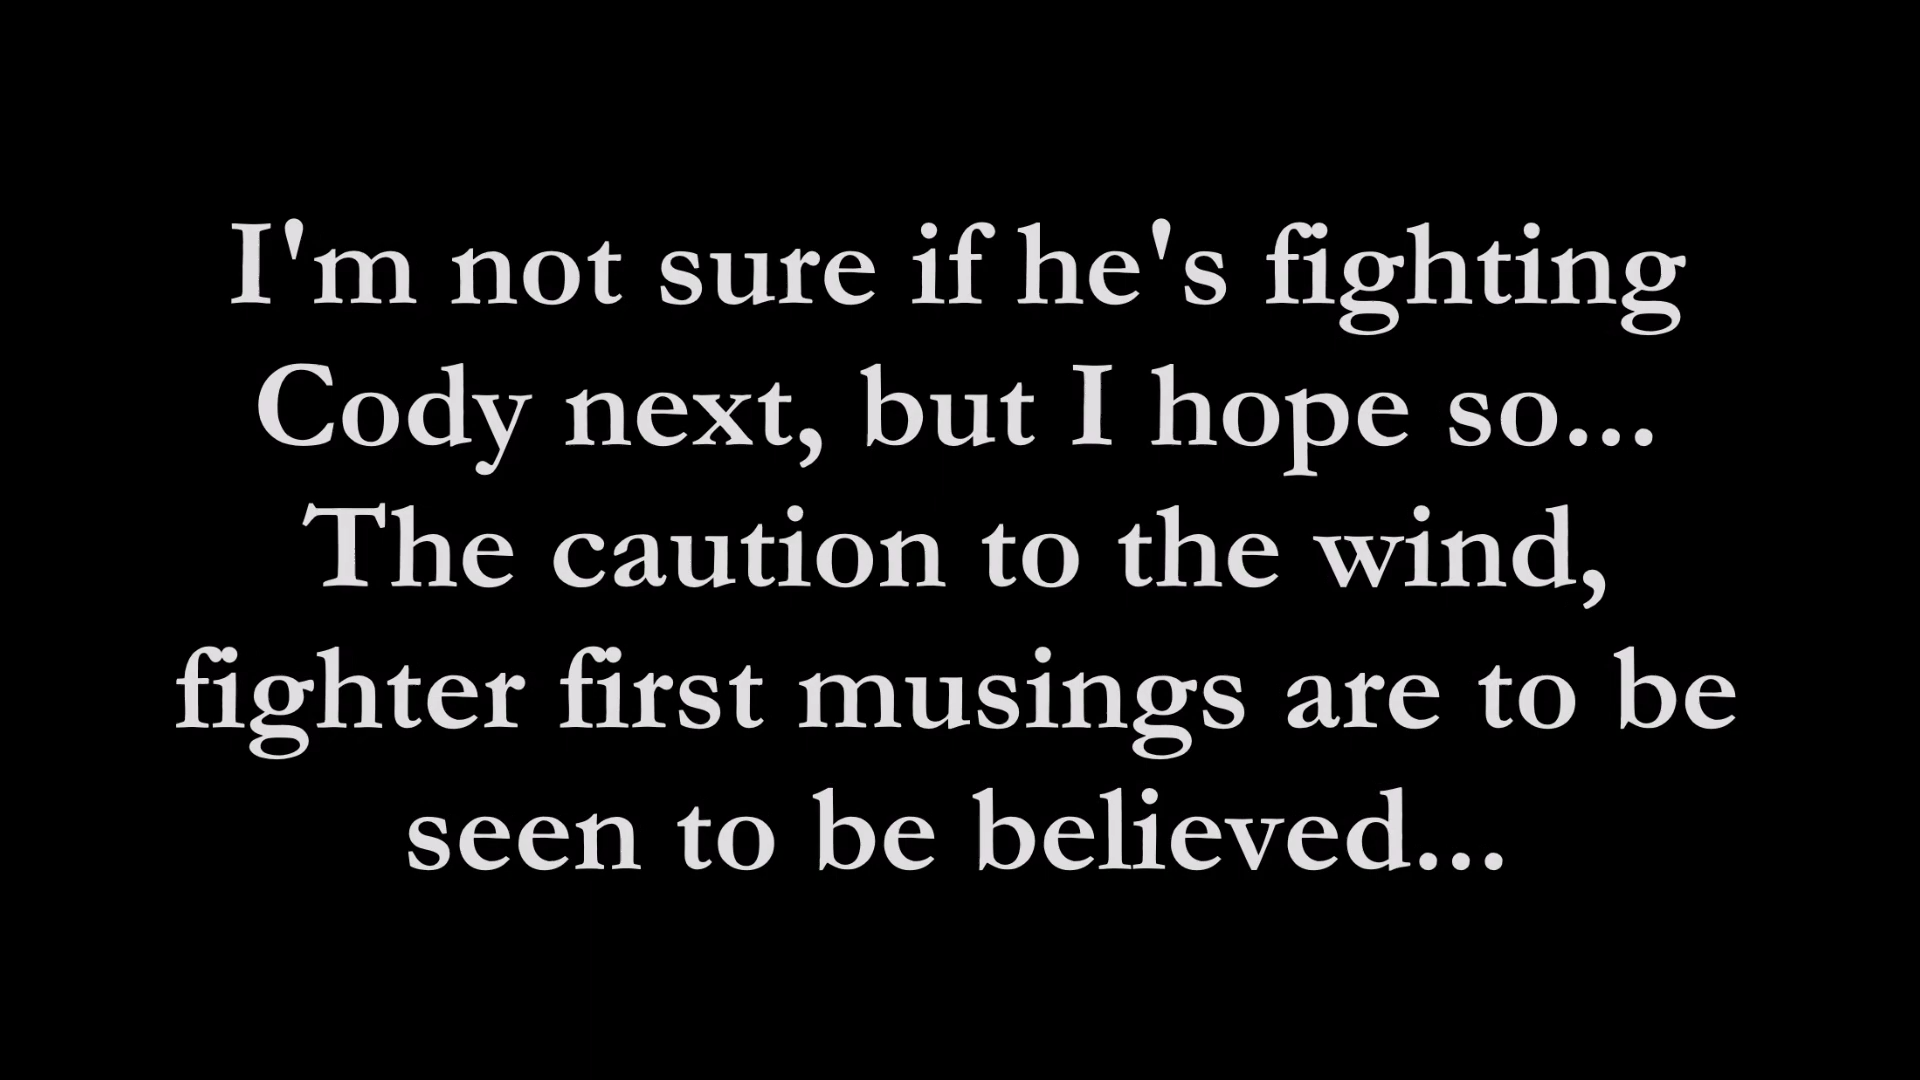 I'm not sure if he's fighting
Cody next, but I hope so...
The caution to the wind,
fighter first musings are to be
seen to be believed...